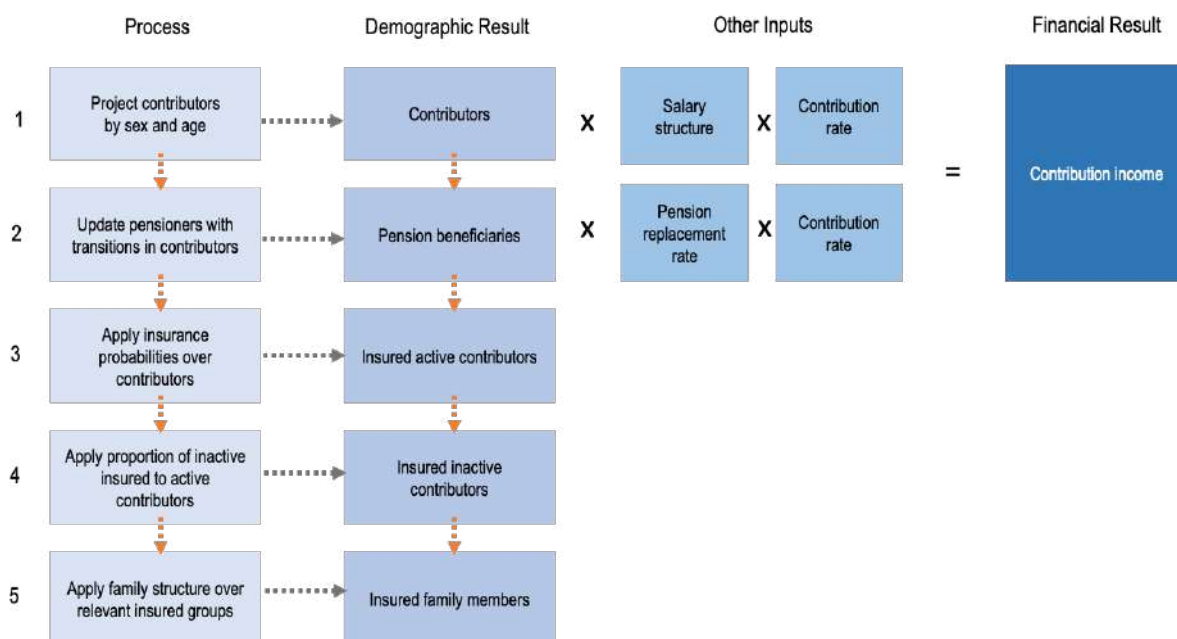 Process
Demographic Result
Other Inputs
Financial Result
1
Project contributors
by sex and age
Contributors
X
Salary
structure
X
Contribution
rate
=
Contribution income
2
Update pensioners with
transitions in contributors
Pension beneficiaries
X
Pension
replacement
rate
X
Contribution
rate
3
Apply insurance
probabilities over
contributors
Insured active contributors
4
Apply proportion of inactive
insured to active
contributors
Insured inactive
contributors
5
Apply family structure over
relevant insured groups
Insured family members